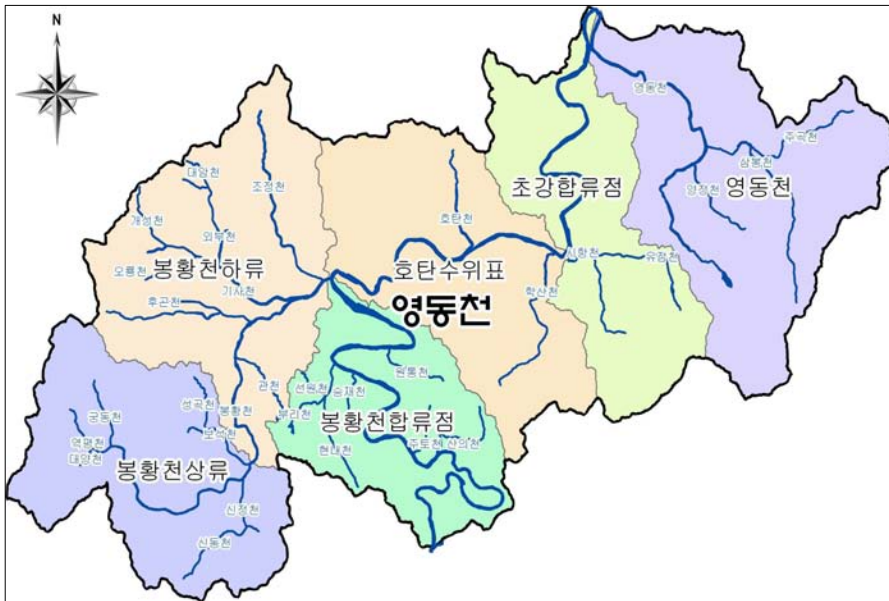 N
영동천
주곡천
삼봉천
양정천
영동천
초강합류점
대암천
조정천
개성천
외부천
호탄천
오룡천
봉황천하류
기사천
후곤천
호탄수위표
영동천
시항천
유점천
학산천
관천
선원천
숭재천
원통천
부리천
봉황천합류점
현대천
주토천
산의천
성곡천
봉황천
궁동천
보석천
역평천
대양천
봉황천상류
신정천
신동천